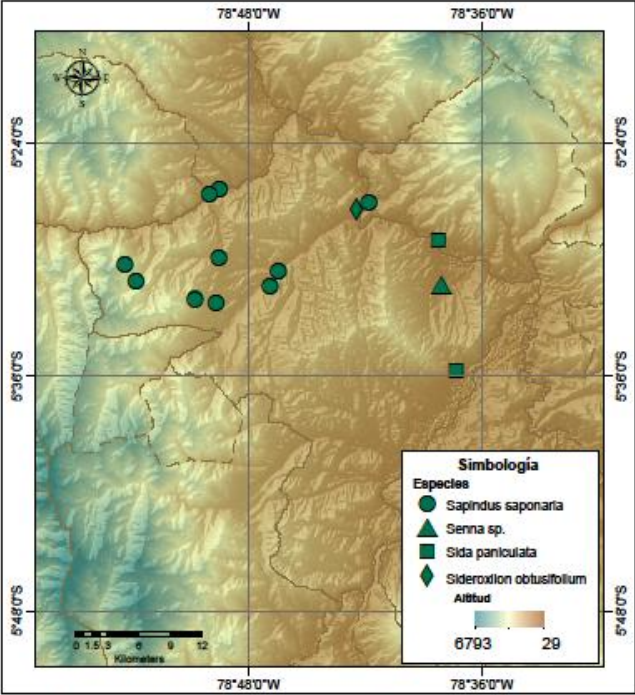 78°48'0"W 78°36'0"W
N
W E
S
5°24'0"S 5°24'0"S
5°36'0"S 5°36'0"S
5°48'0"S 5°48'0"S
Simbología
Especies
Sapindus saponaria
Senna sp.
Sida paniculata
Sideroxilon obtusifolium
Altitud
6793 29
0 1.5 3 6 9 12
Kilometers
78°48'0"W 78°36'0"W